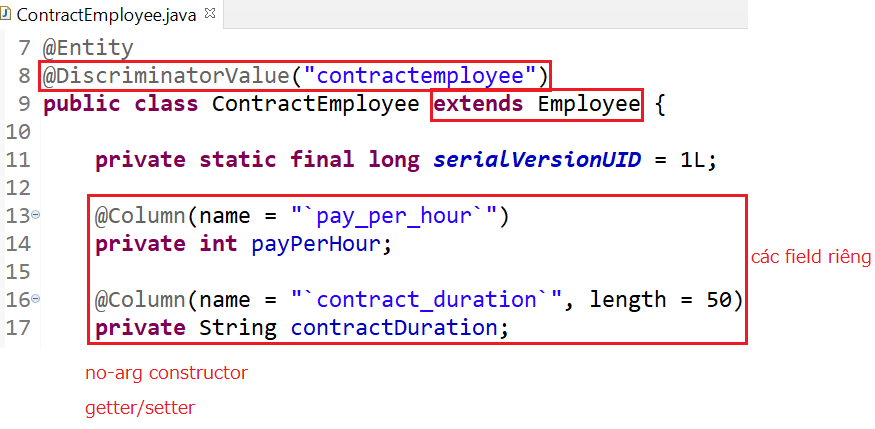 ContractEmployee.java
7 @Entity
8 @DiscriminatorValue("contractemployee")
9 public class ContractEmployee extends Employee {
10
11 private static final long serialVersionUID = 1L;
12
13 @Column(name = "`pay_per_hour`")
14 private int payPerHour;
các field riêng
15
16 @Column(name = "`contract_duration`", length = 50)
17 private String contractDuration;
no-arg constructor
getter/setter